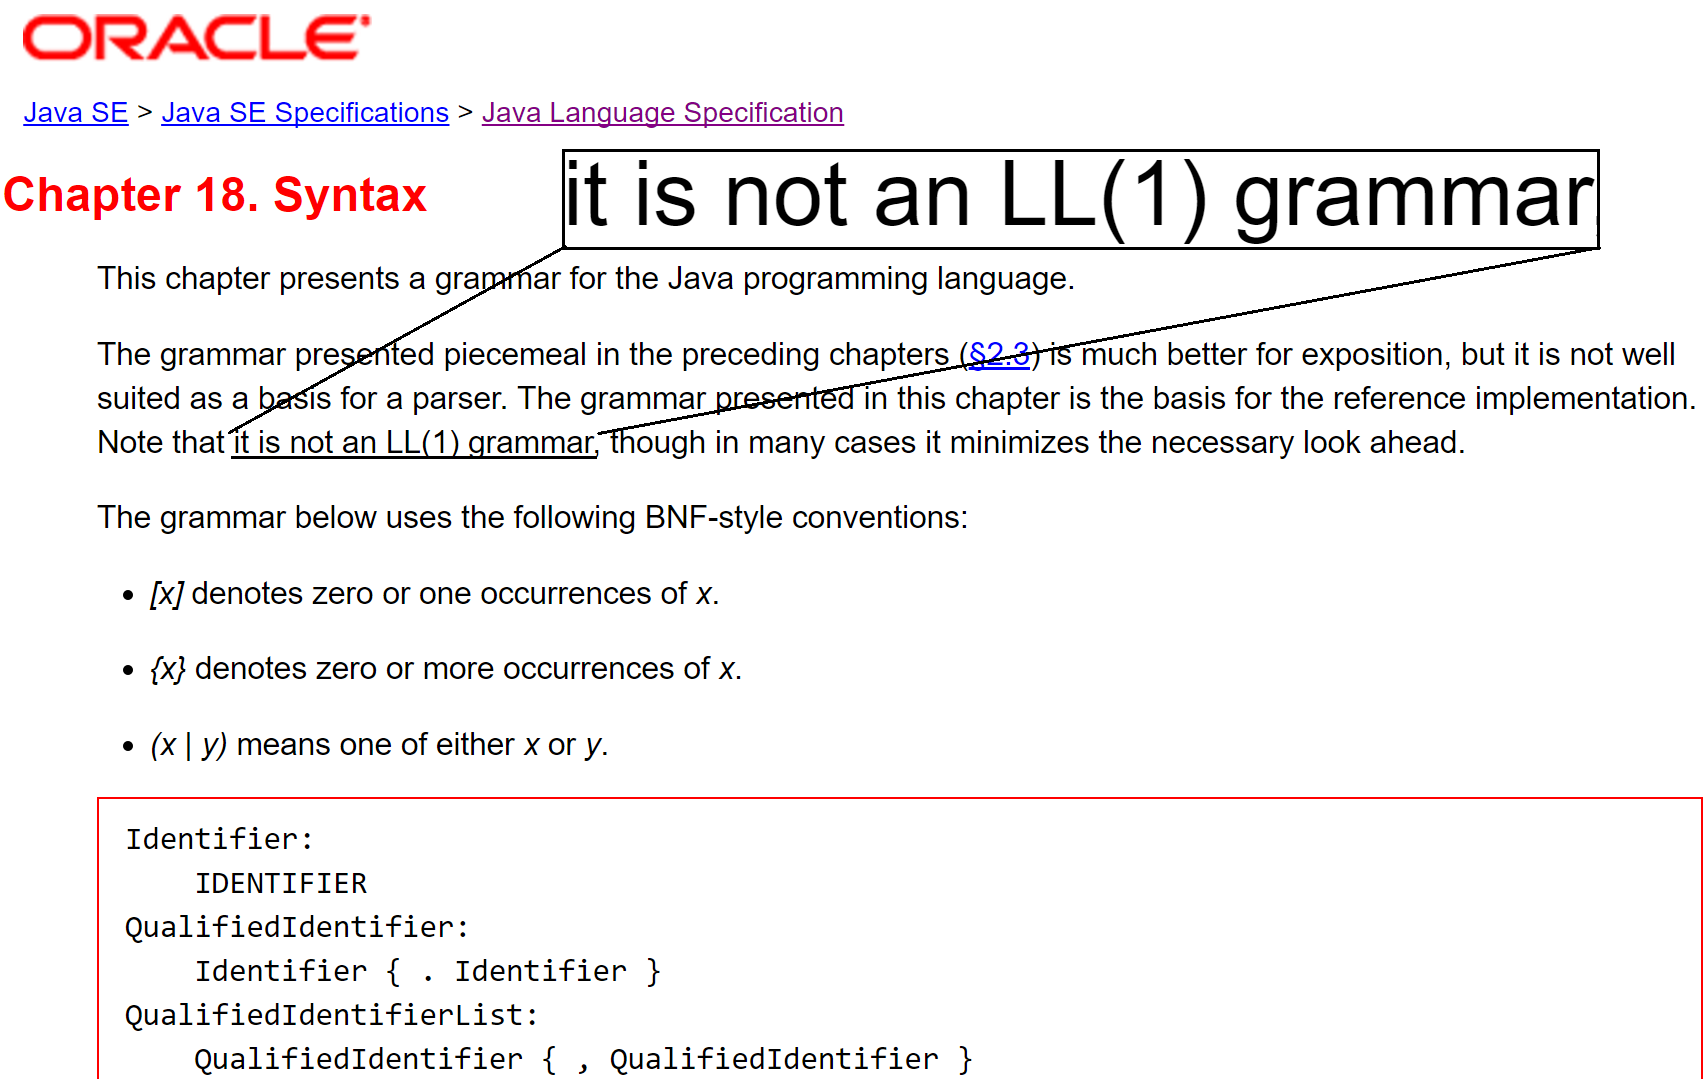 ORACLE
Java SE > Java SE Specifications > Java Language Specification
Chapter 18. Syntax
it is not an LL(1) grammar
This chapter presents a grammar for the Java programming language.
The grammar presented piecemeal in the preceding chapters (§2.3) is much better for exposition, but it is not well
suited as a basis for a parser. The grammar presented in this chapter is the basis for the reference implementation.
Note that it is not an LL(1) grammar, though in many cases it minimizes the necessary look ahead.
The grammar below uses the following BNF-style conventions:
• [x] denotes zero or one occurrences of x.
• {x} denotes zero or more occurrences of x.
• (x | y) means one of either x or y.
Identifier:
IDENTIFIER
QualifiedIdentifier:
Identifier { . Identifier }
QualifiedIdentifierList:
QualifiedIdentifier { , QualifiedIdentifier }